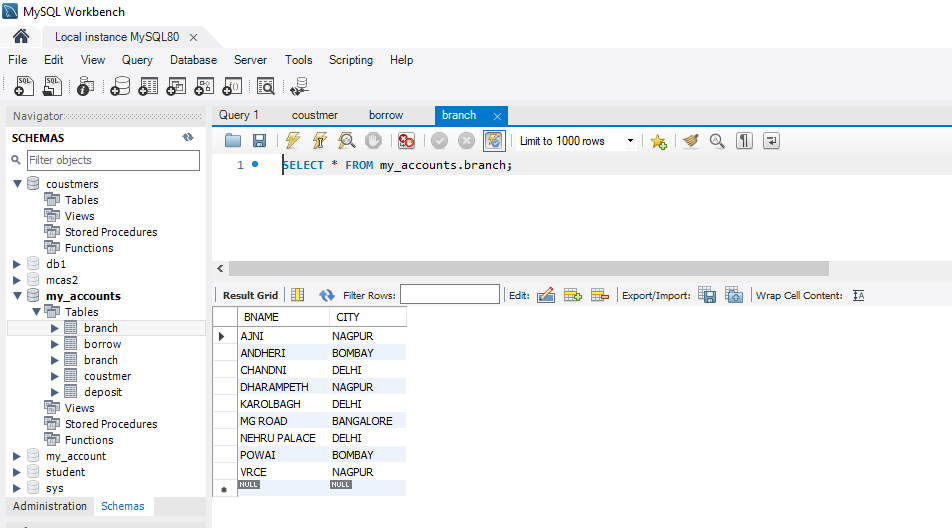 MySQL Workbench
Local instance MySQL80
File Edit View Query Database Server Tools Scripting Help
Navigator
SCHEMAS
Filter objects
coustmers
Tables
Views
Stored Procedures
Functions
db1
mcas2
my_accounts
Tables
branch
borrow
branch
coustmer
deposit
Views
Stored Procedures
Functions
my_account
student
sys
Administration Schemas
Query 1 coustmer borrow branch
Limit to 1000 rows
1 SELECT * FROM my_accounts.branch;
Result Grid Filter Rows: Edit: Export/Import: Wrap Cell Content: IA
BNAME CITY
AJNI NAGPUR
ANDHERI BOMBAY
CHANDNI DELHI
DHARAMPETH NAGPUR
KAROLBAGH DELHI
MG ROAD BANGALORE
NEHRU PALACE DELHI
POWAI BOMBAY
VRCE NAGPUR
NULL NULL